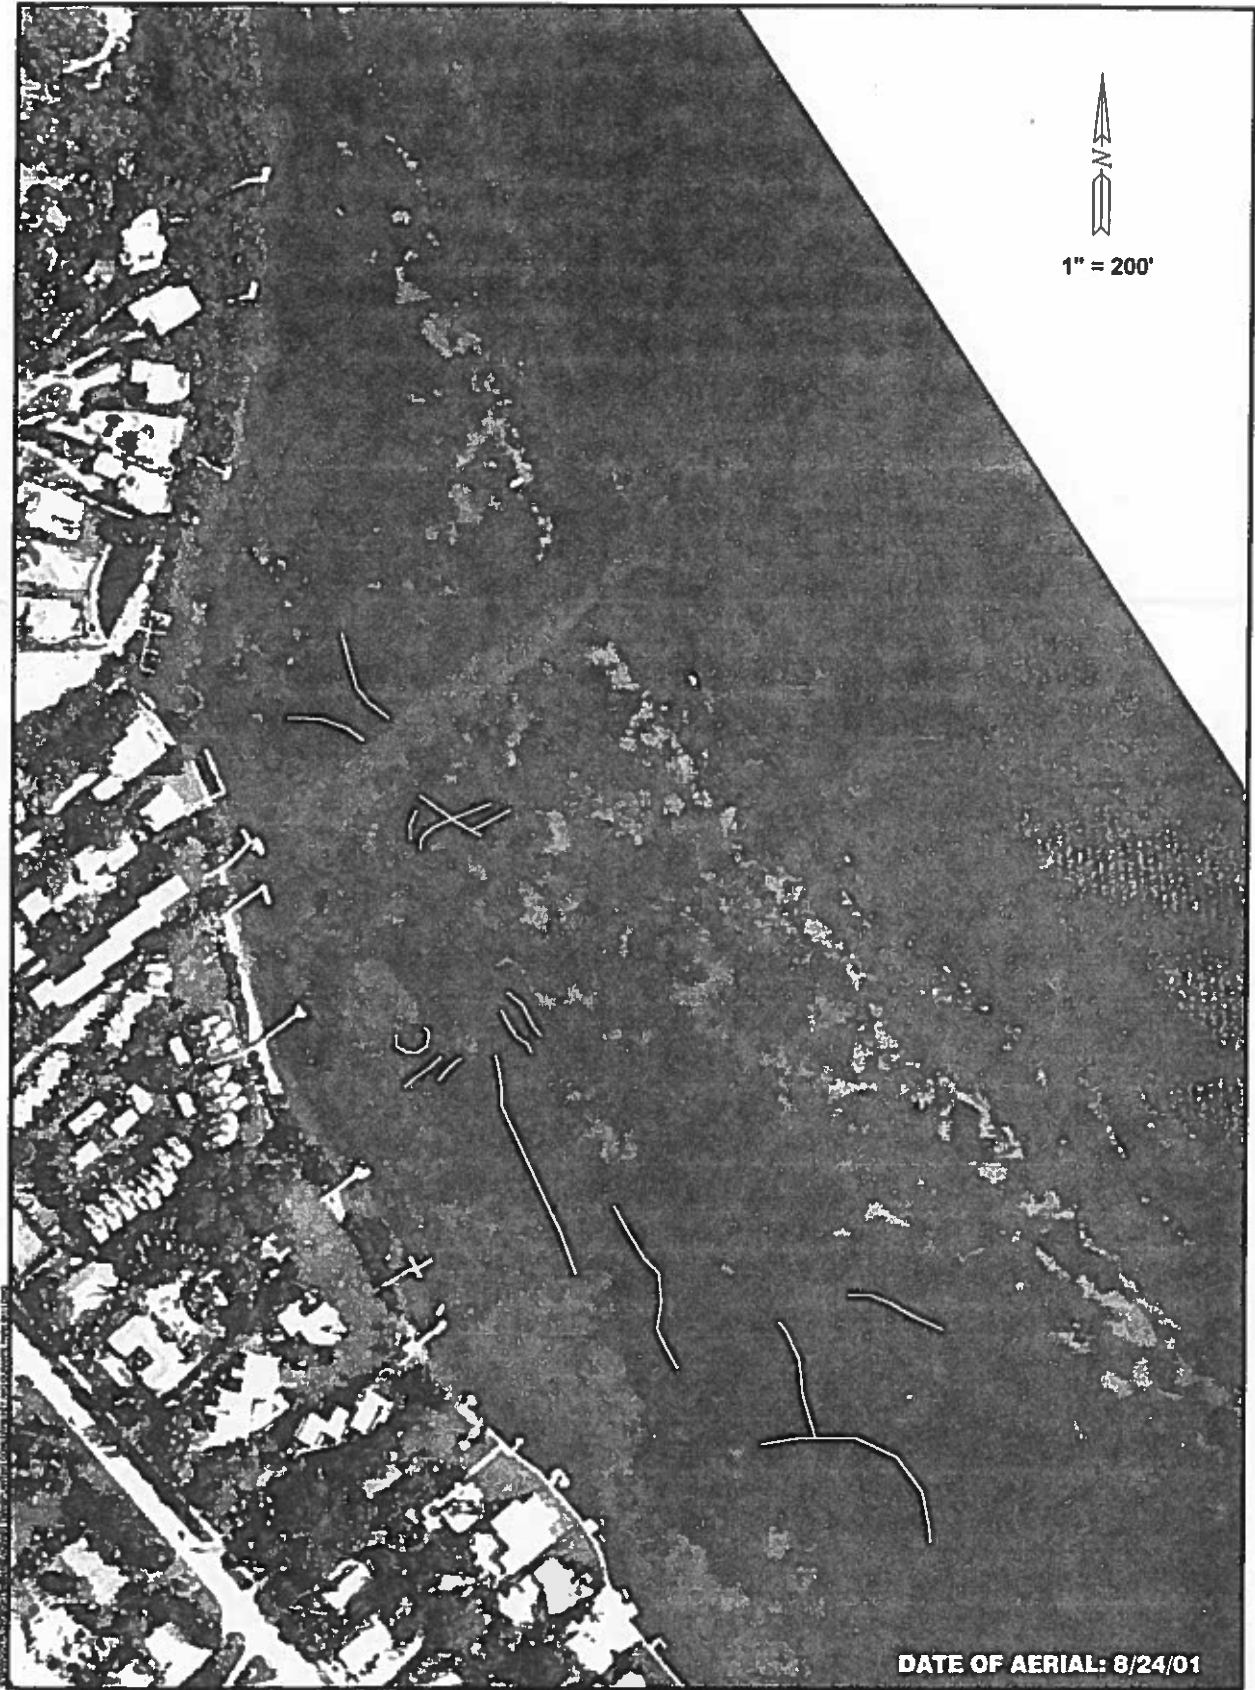 N
1" = 200'
DATE OF AERIAL: 8/24/01